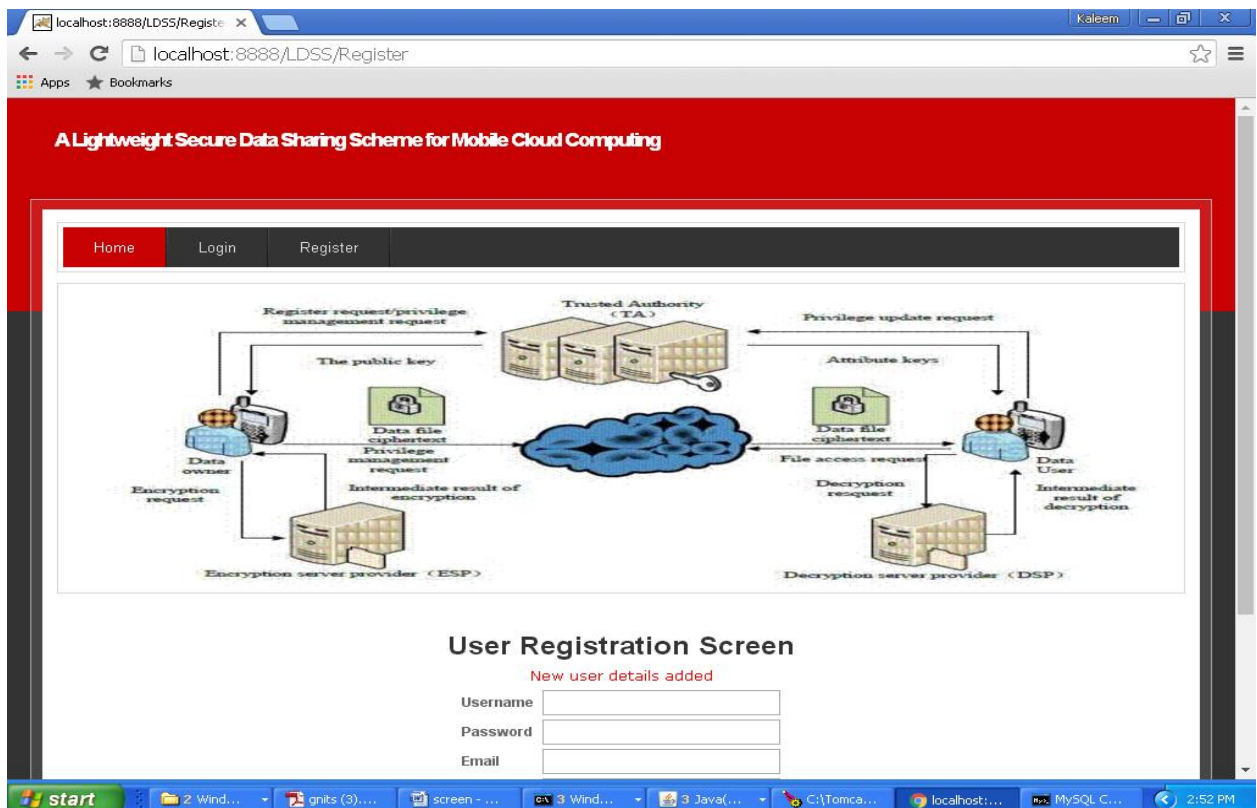 localhost:8888/LDSS/Registe
Kaleem
localhost:8888/LDSS/Register
Apps
Bookmarks
A Lightweight Secure Data Sharing Scheme for Mobile Cloud Computing
Home
Login
Register
Register request/privilege
management request
Trusted Authority
(TA)
Privilege update request
The public key
Attribute keys
Data file
ciphertext
Privilege
management
request
Data file
ciphertext
File access request
Data
owner
Data
User
Encryption
request
Intermediate result of
encryption
Decryption
resquest
Intermediate
result of
decryption
Encryption server provider (ESP)
Decryption server provider (DSP)
User Registration Screen
New user details added
Username
Password
Email
start
2 Wind...
gnits (3)....
screen - ...
3 Wind...
3 Java(...
C:\Tomca...
localhost:...
MySQL C...
2:52 PM